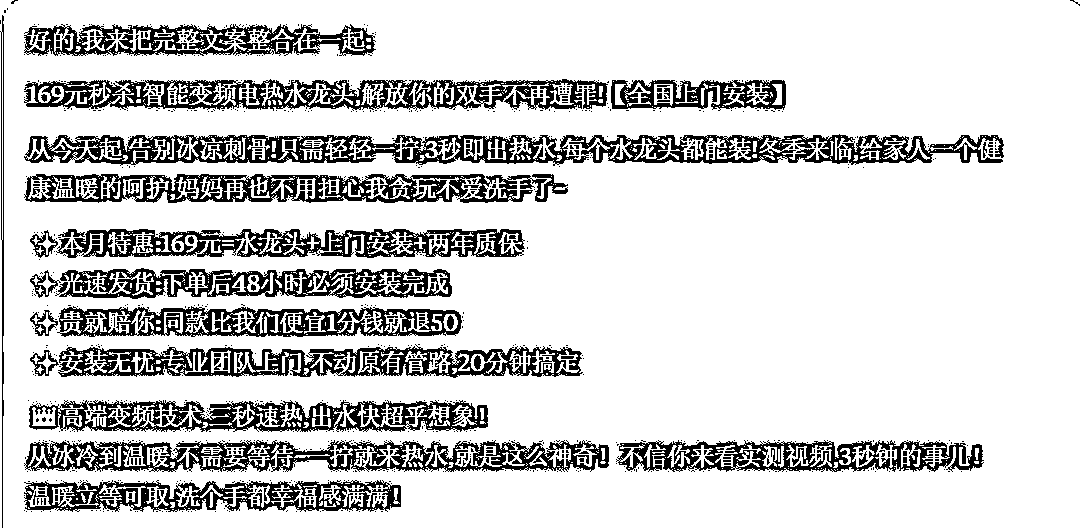 好的,我来把完整文案整合在一起:
169元秒杀!智能变频电热水龙头,解放你的双手不再遭罪!【全国上门安装】
从今天起,告别冰凉刺骨!只需轻轻一拧,3秒即出热水,每个水龙头都能装!冬季来临,给家人一个健
康温暖的呵护,妈妈再也不用担心我贪玩不爱洗手了~
✨本月特惠:169元=水龙头+上门安装+两年质保
✨光速发货:下单后48小时必须安装完成
✨贵就赔你:同款比我们便宜1分钱就退50
✨安装无忧:专业团队上门,不动原有管路,20分钟搞定
👑高端变频技术,三秒速热,出水快超乎想象!
从冰冷到温暖,不需要等待——拧就来热水,就是这么神奇!不信你来看实测视频,3秒钟的事儿!
温暖立等可取,洗个手都幸福感满满!